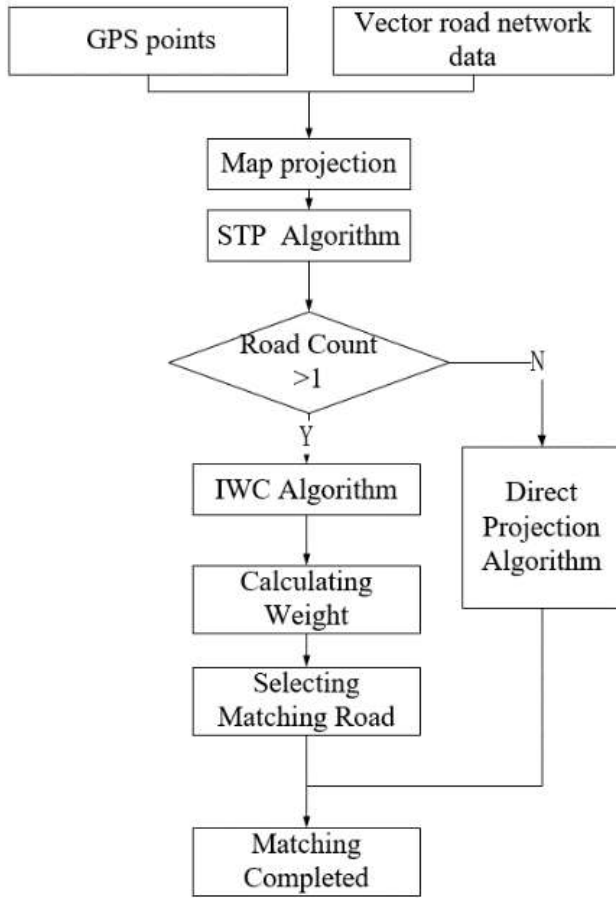 GPS points
Vector road network
data
Map projection
STP Algorithm
Road Count
>1
N
Y
IWC Algorithm
Direct
Projection
Algorithm
Calculating
Weight
Selecting
Matching Road
Matching
Completed